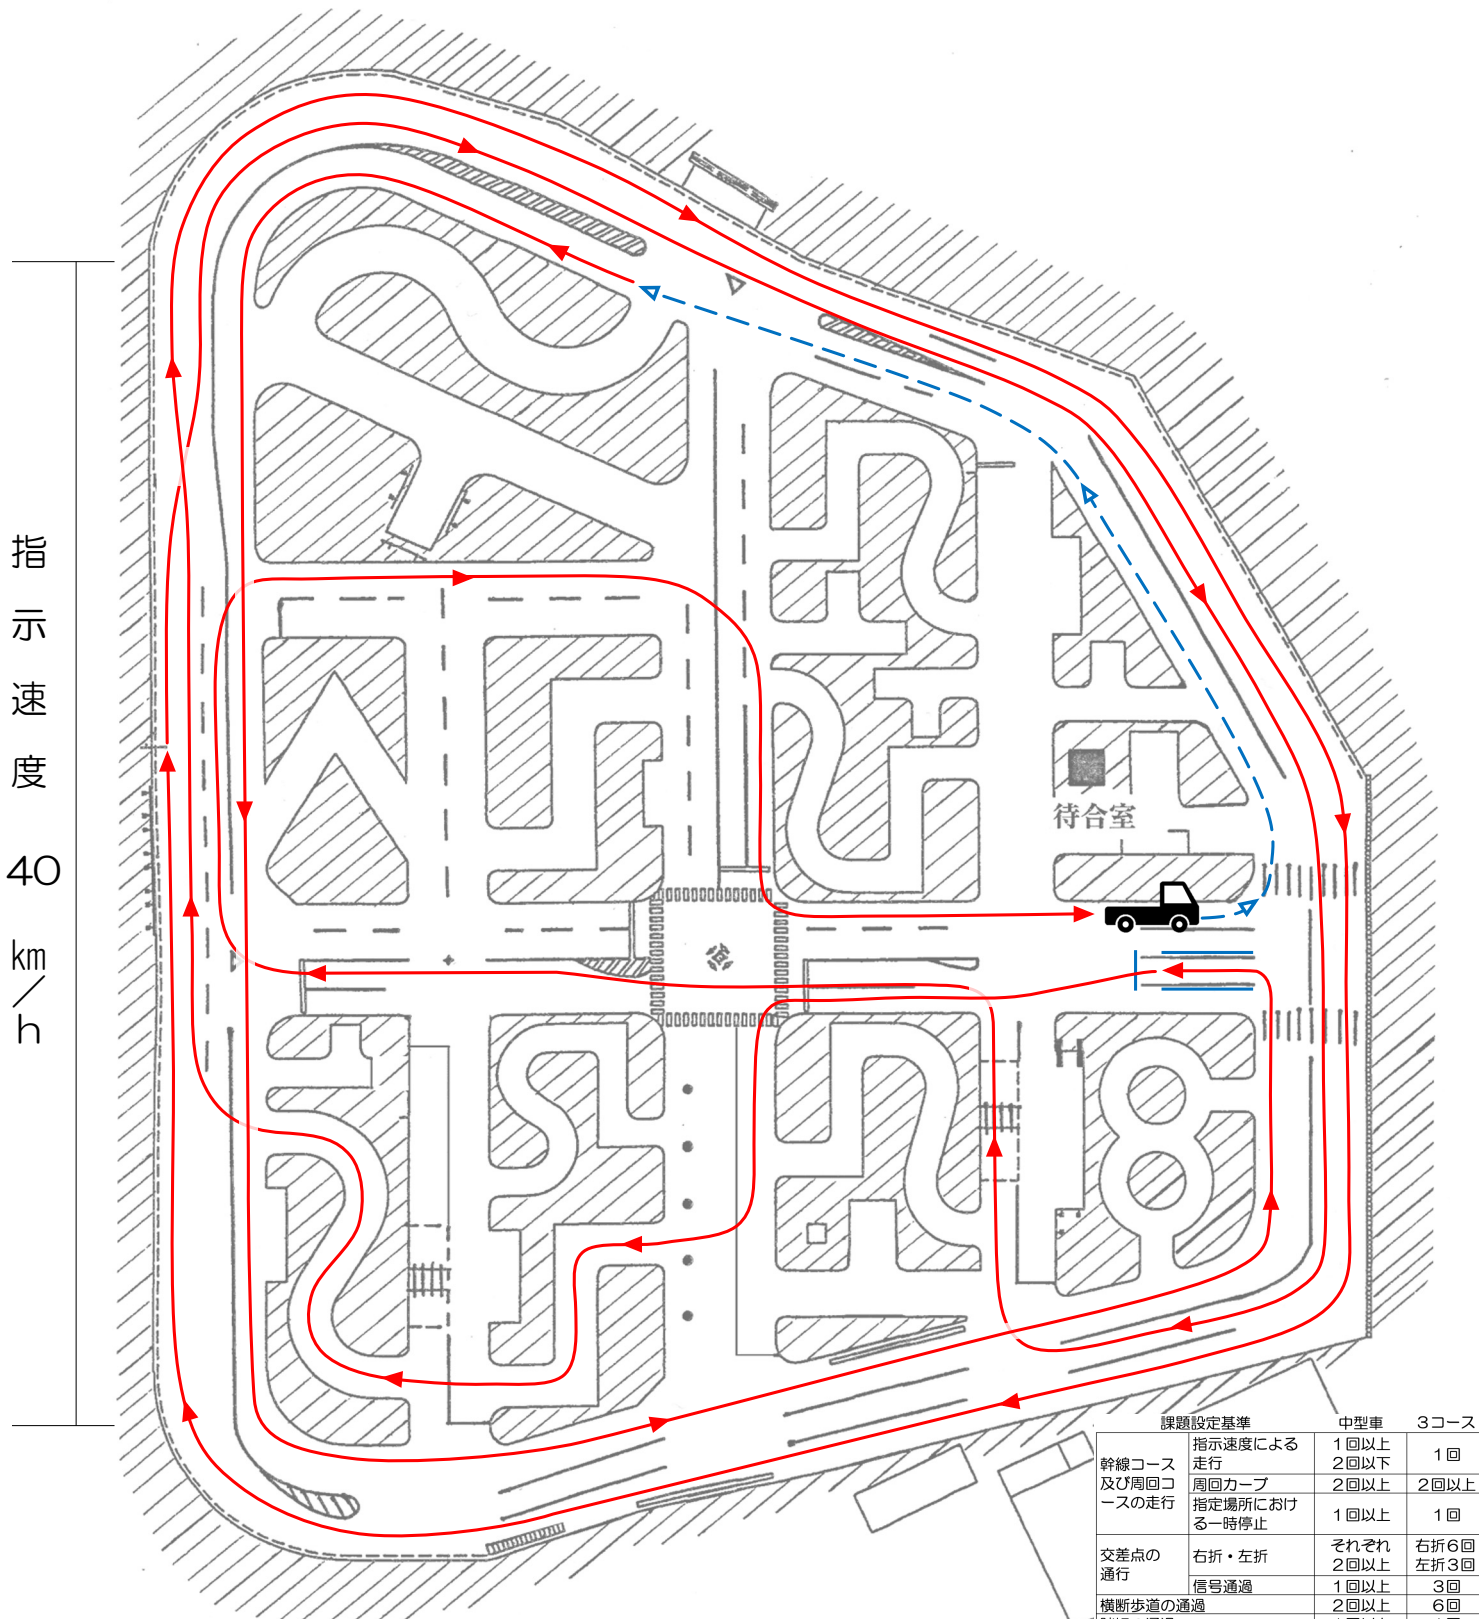 指
示
速
度
40
km
/
h
待合室
課題設定基準 中型車 3コース
幹線コース及び周回コースの走行 指示速度による走行 1回以上 2回以下 1回
周回カーブ 2回以上 2回以上
指定場所における一時停止 1回以上 1回
交差点の通行 右折・左折 それぞれ2回以上 右折6回 左折3回
信号通過 1回以上 3回
横断歩道の通過 2回以上 6回